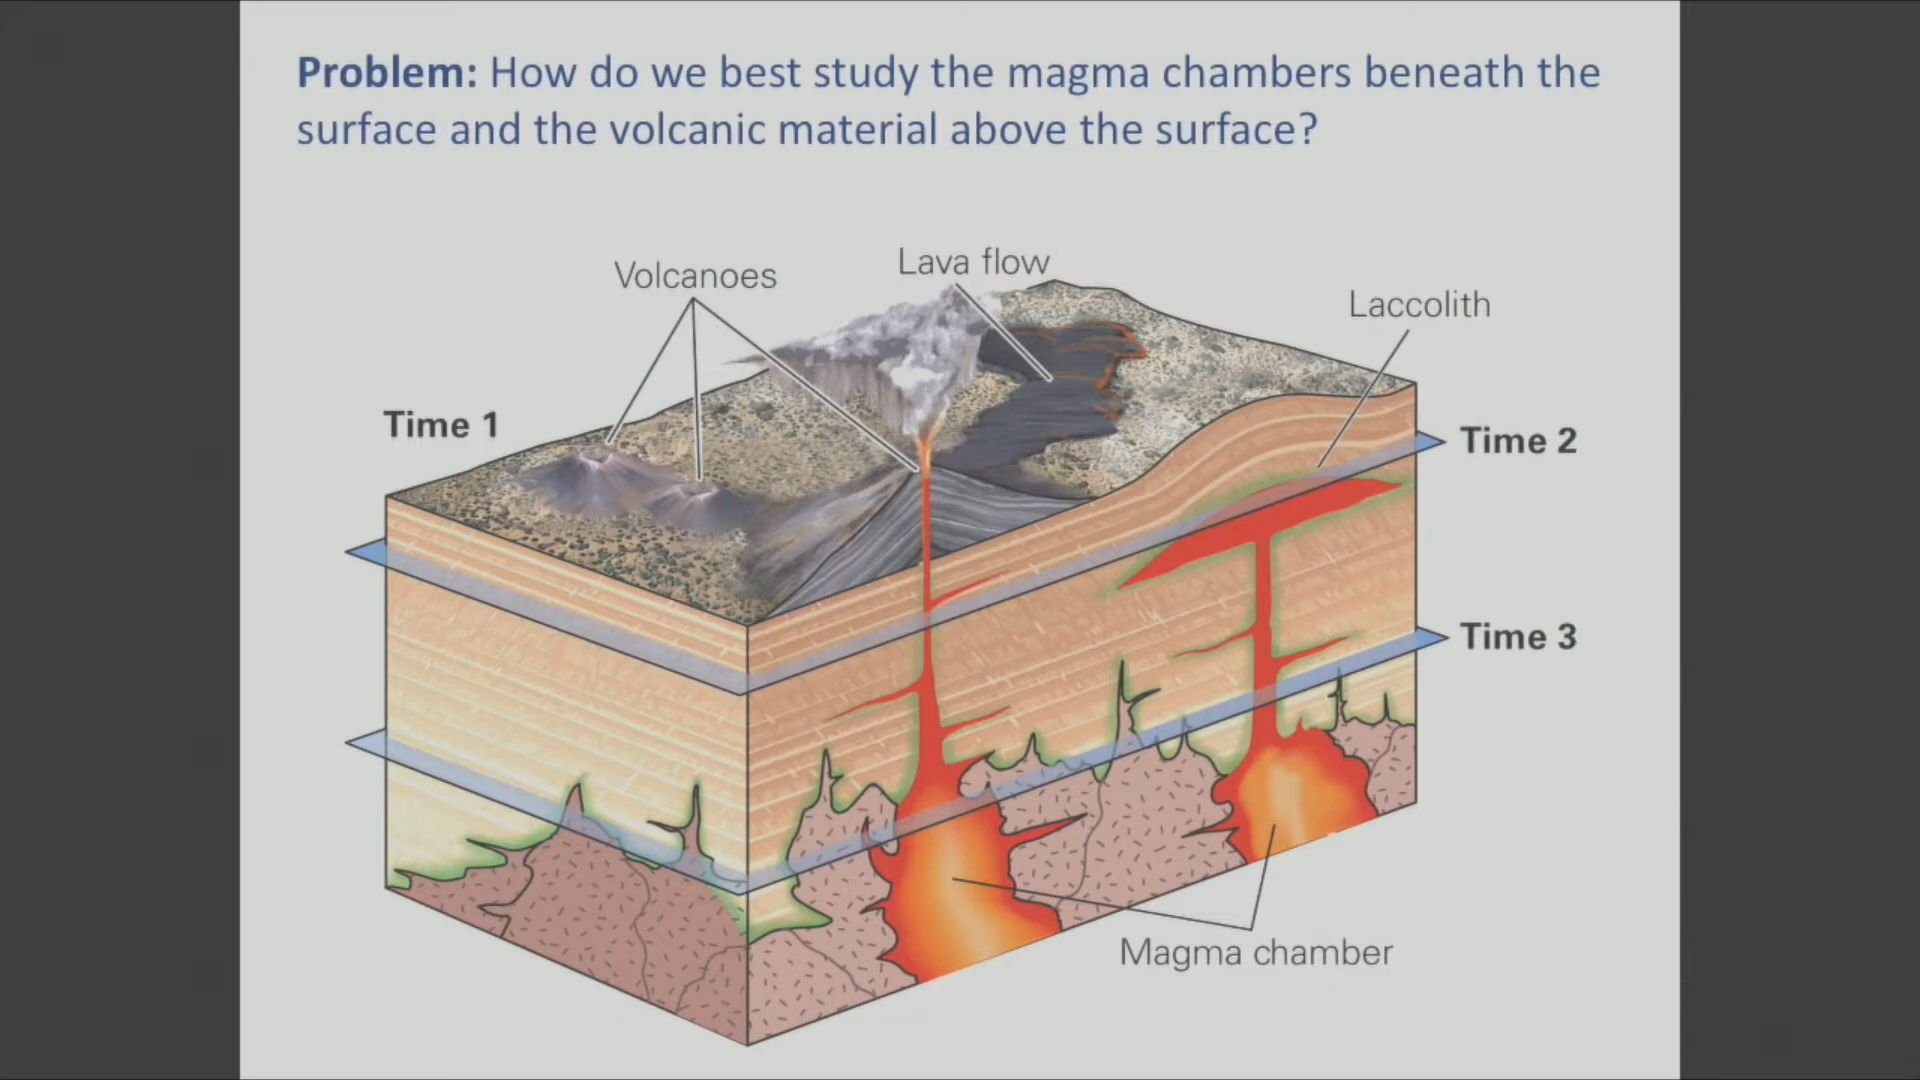 Problem: How do we best study the magma chambers beneath the
surface and the volcanic material above the surface?
Volcanoes
Lava flow
Laccolith
Time 1
Time 2
Time 3
Magma chamber